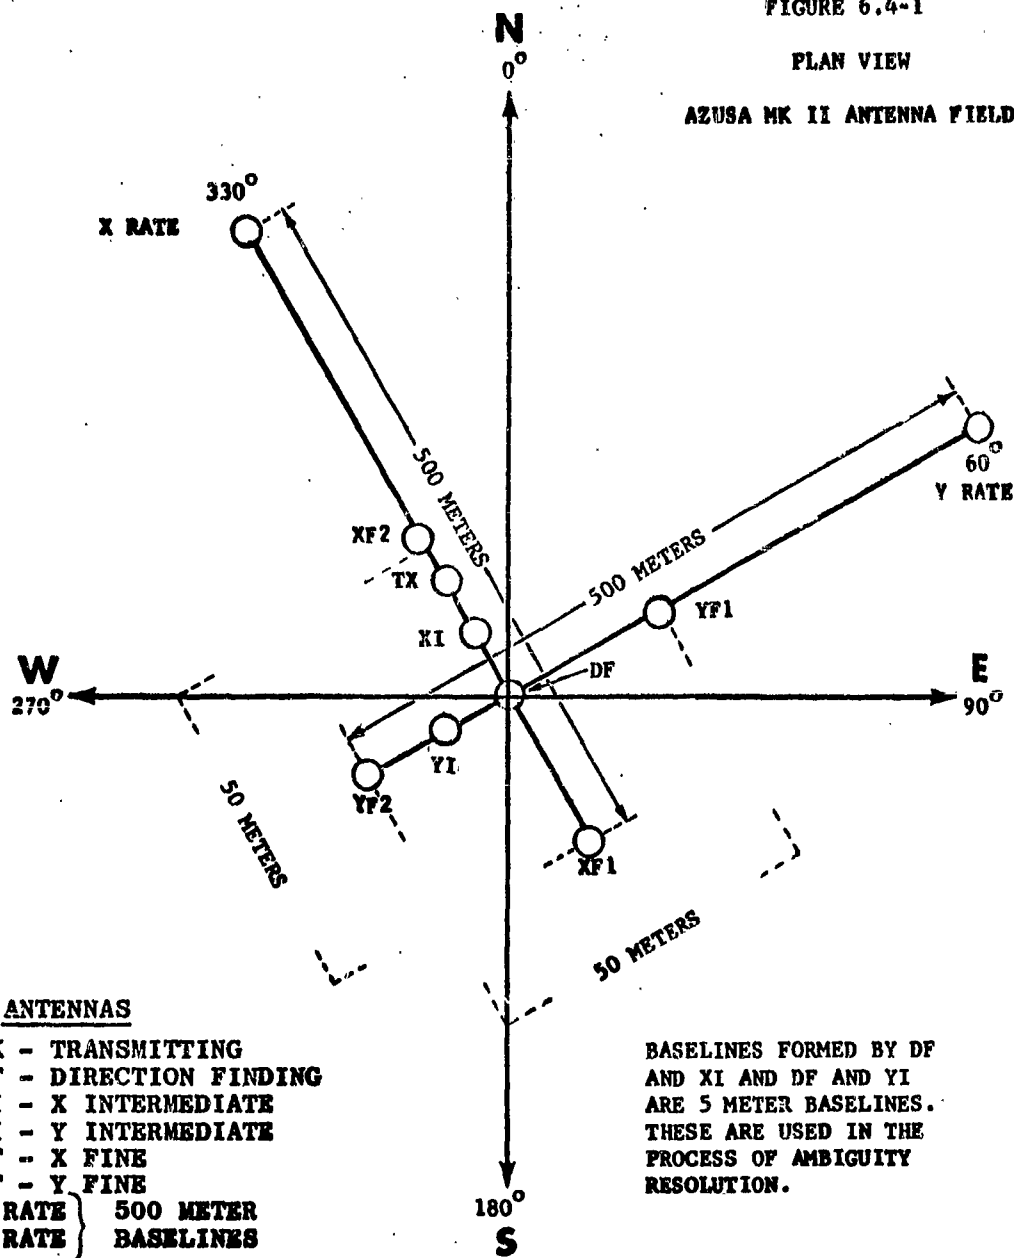 FIGURE 6.4-1
PLAN VIEW
AZUSA MK II ANTENNA FIELD
N
0°
330°
X RATE
500 METERS
60°
Y RATE
XF2
TX
500 METERS
YF1
XI
DF
W
270°
E
90°
YI
YF2
50 METERS
XF1
50 METERS
ANTENNAS
- TRANSMITTING
- DIRECTION FINDING
- X INTERMEDIATE
- Y INTERMEDIATE
- X FINE
- Y FINE
RATE } 500 METER
RATE } BASELINES
BASELINES FORMED BY DF
AND XI AND DF AND YI
ARE 5 METER BASELINES.
THESE ARE USED IN THE
PROCESS OF AMBIGUITY
RESOLUTION.
180°
S